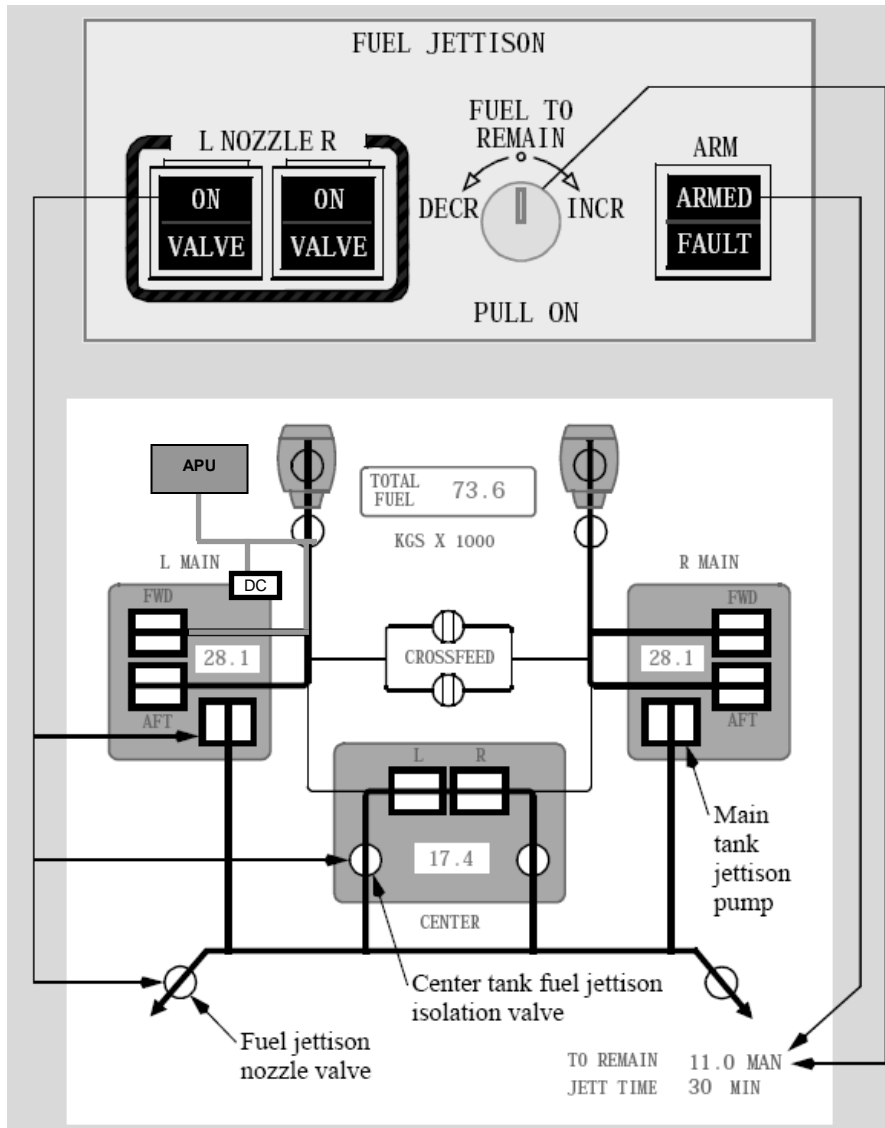 FUEL JETTISON
L NOZZLE R
ON
VALVE
ON
VALVE
FUEL TO
REMAIN
DECR
INCR
PULL ON
ARM
ARMED
FAULT
APU
DC
TOTAL
FUEL
73.6
KGS X 1000
L MAIN
R MAIN
FWD
28.1
AFT
CROSSFEED
FWD
28.1
AFT
L
R
17.4
CENTER
Main
tank
jettison
pump
Center tank fuel jettison
isolation valve
Fuel jettison
nozzle valve
TO REMAIN 11.0 MAN
JETT TIME 30 MIN